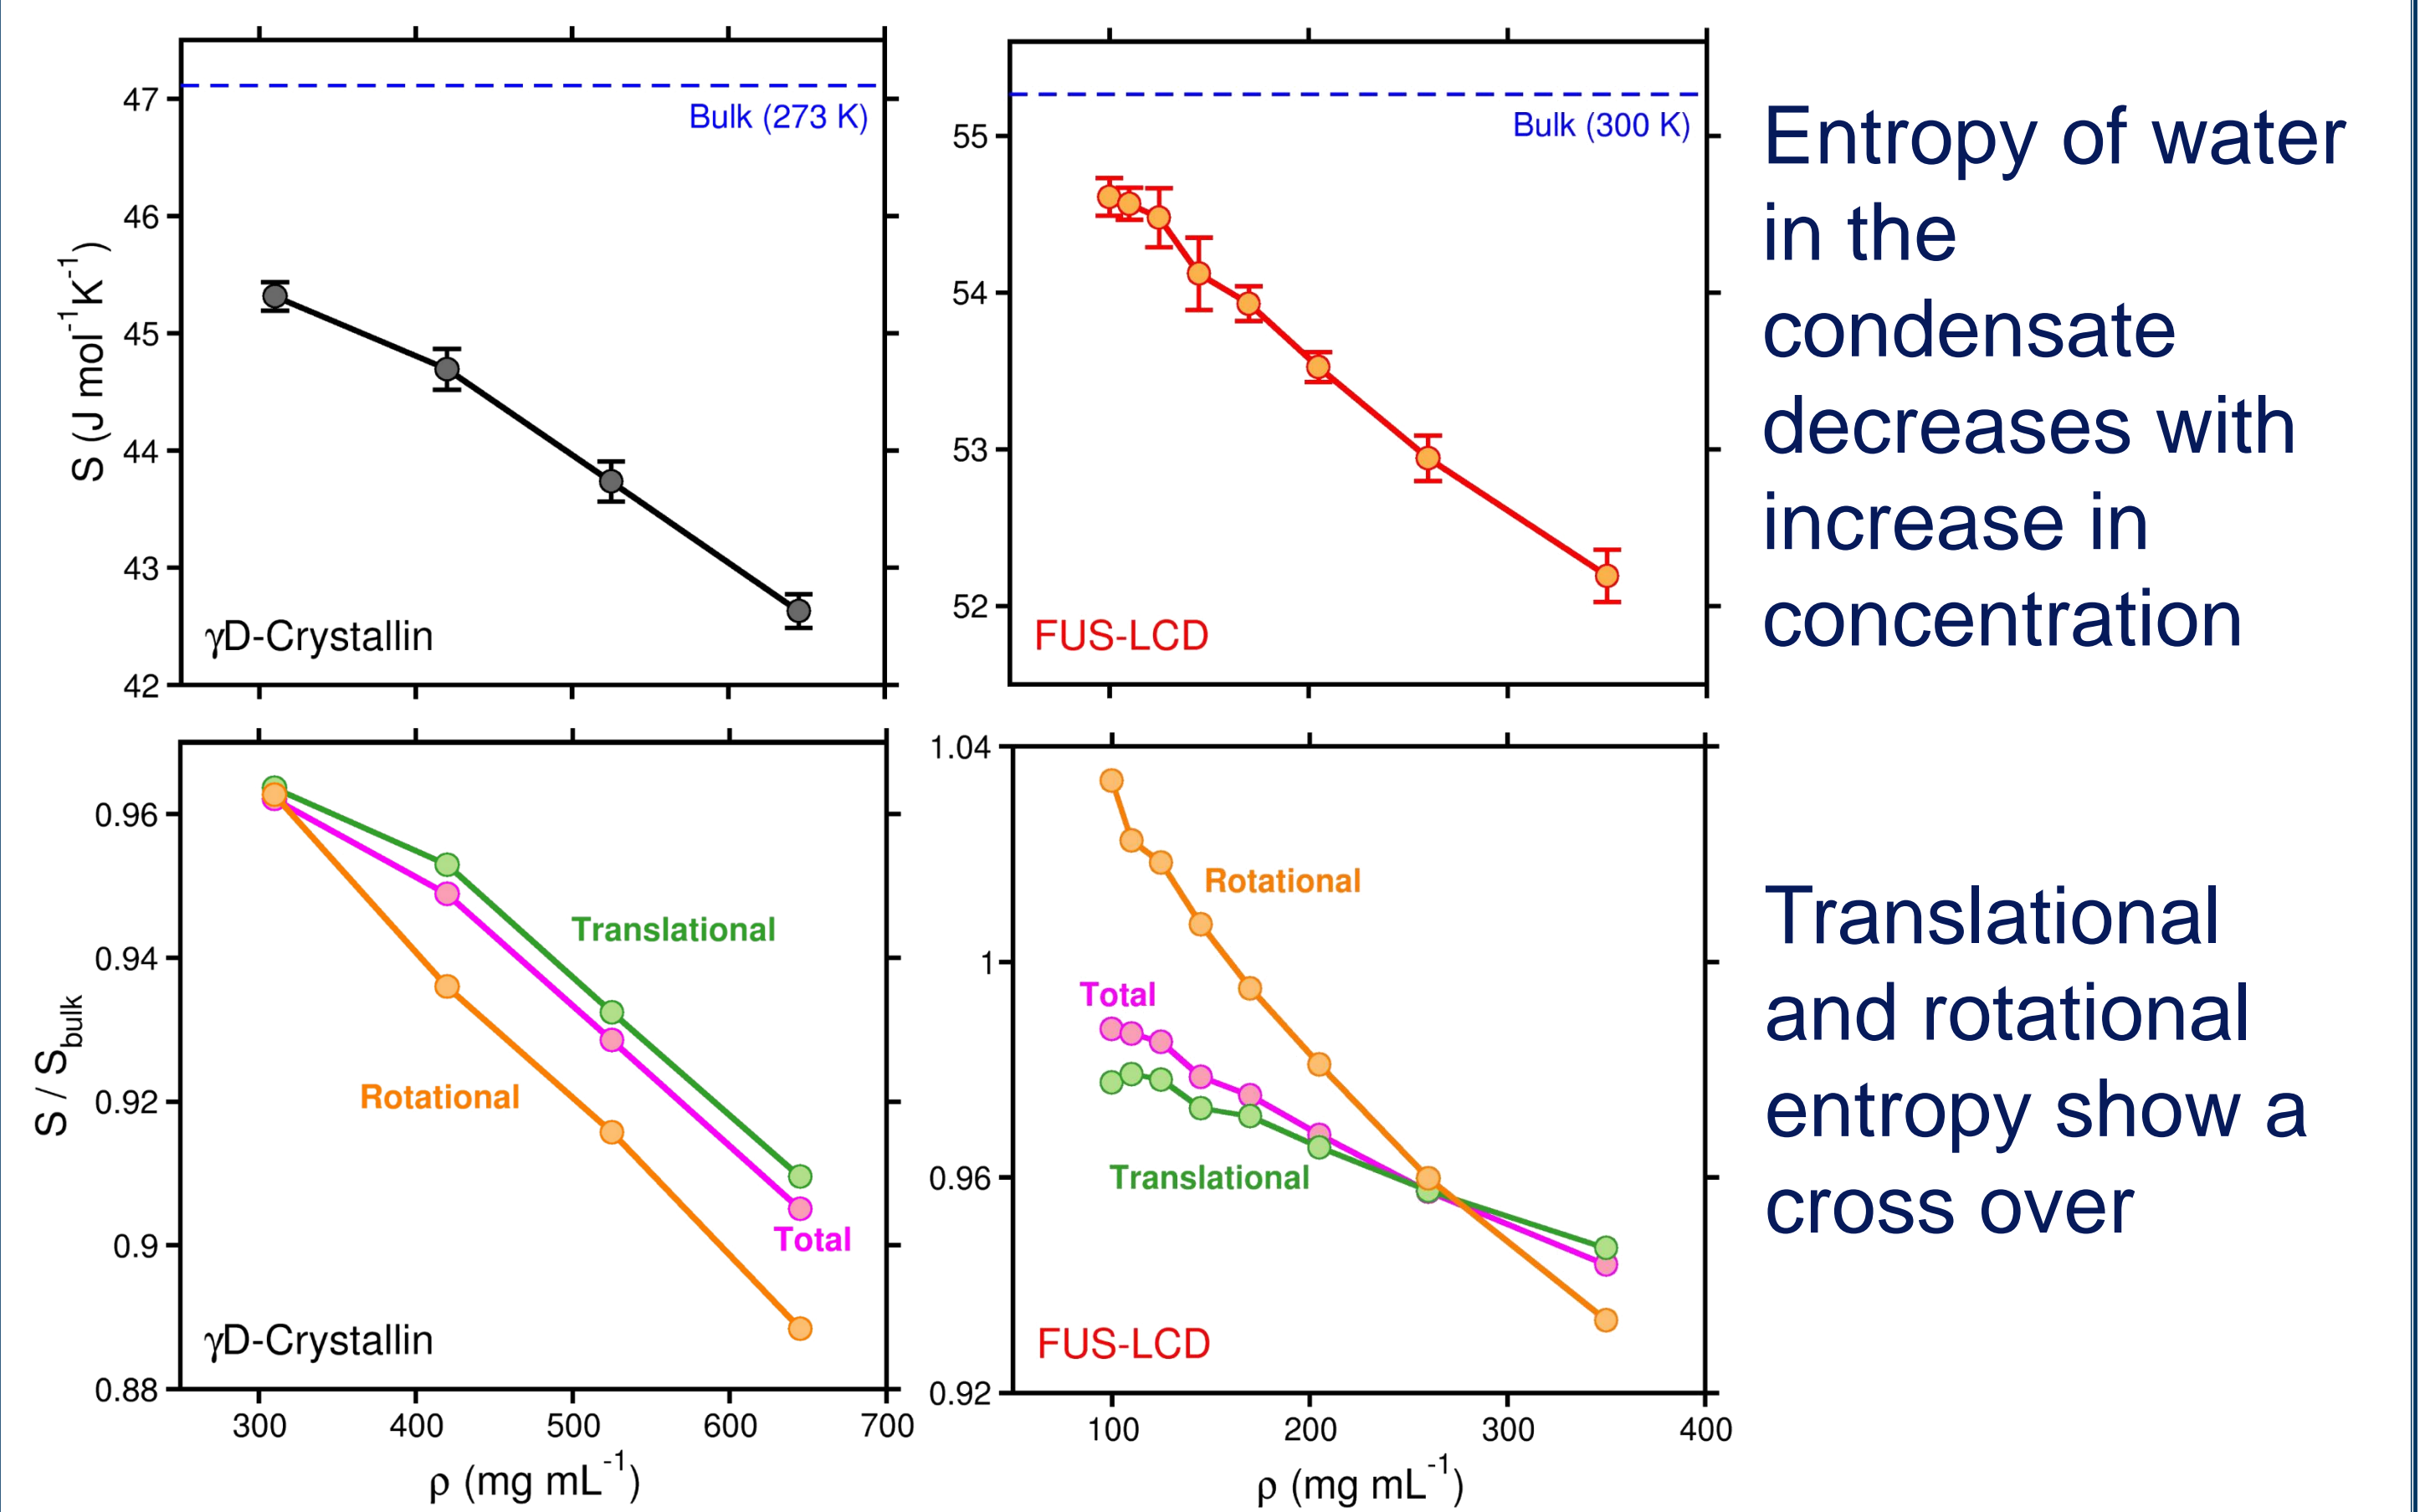 47
46
45
44
43
42
S (J mol⁻¹K⁻¹)
Bulk (273 K)
γD-Crystallin
55
54
53
52
Bulk (300 K)
FUS-LCD
Entropy of water
in the
condensate
decreases with
increase in
concentration
0.96
0.94
0.92
0.9
0.88
S / S_bulk
Translational
Rotational
Total
γD-Crystallin
300 400 500 600 700
ρ (mg mL⁻¹)
1.04
1
0.96
0.92
Rotational
Total
Translational
FUS-LCD
100 200 300 400
ρ (mg mL⁻¹)
Translational
and rotational
entropy show a
cross over